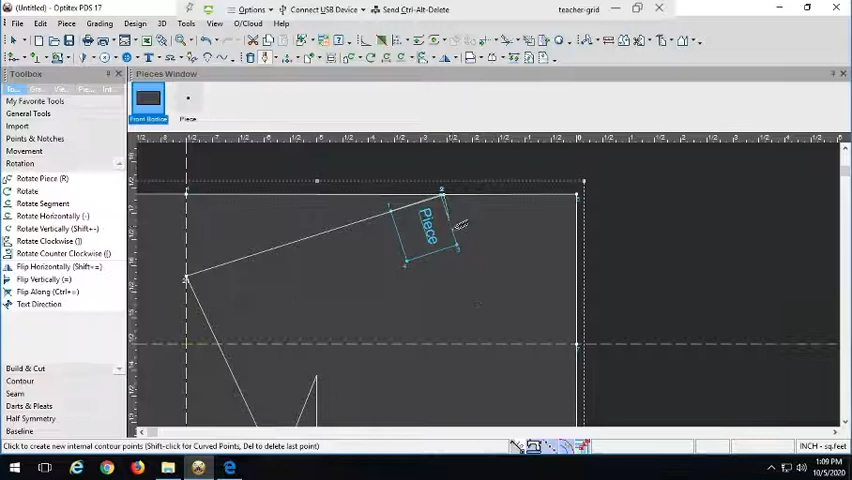 (Untitled) - Optitex PDS 17
Options
Connect USB Device
Send Ctrl-Alt-Delete
teacher-grid
File Edit Piece Grading Design 3D Tools View O/Cloud Help
Toolbox
Pieces Window
My Favorite Tools
General Tools
Import
Points & Notches
Movement
Rotation
Rotate Piece (R)
Rotate
Rotate Segment
Rotate Horizontally (-)
Rotate Vertically (Shift+-)
Rotate Clockwise (])
Rotate Counter Clockwise ([)
Flip Horizontally (Shift+=)
Flip Vertically (=)
Flip Along (Ctrl+=)
Text Direction
Build & Cut
Contour
Seam
Darts & Pleats
Half Symmetry
Baseline
Piece
Piece
Click to create new internal contour points (Shift-click for Curved Points, Del to delete last point)
INCH - sq.feet
1:09 PM
10/5/2020